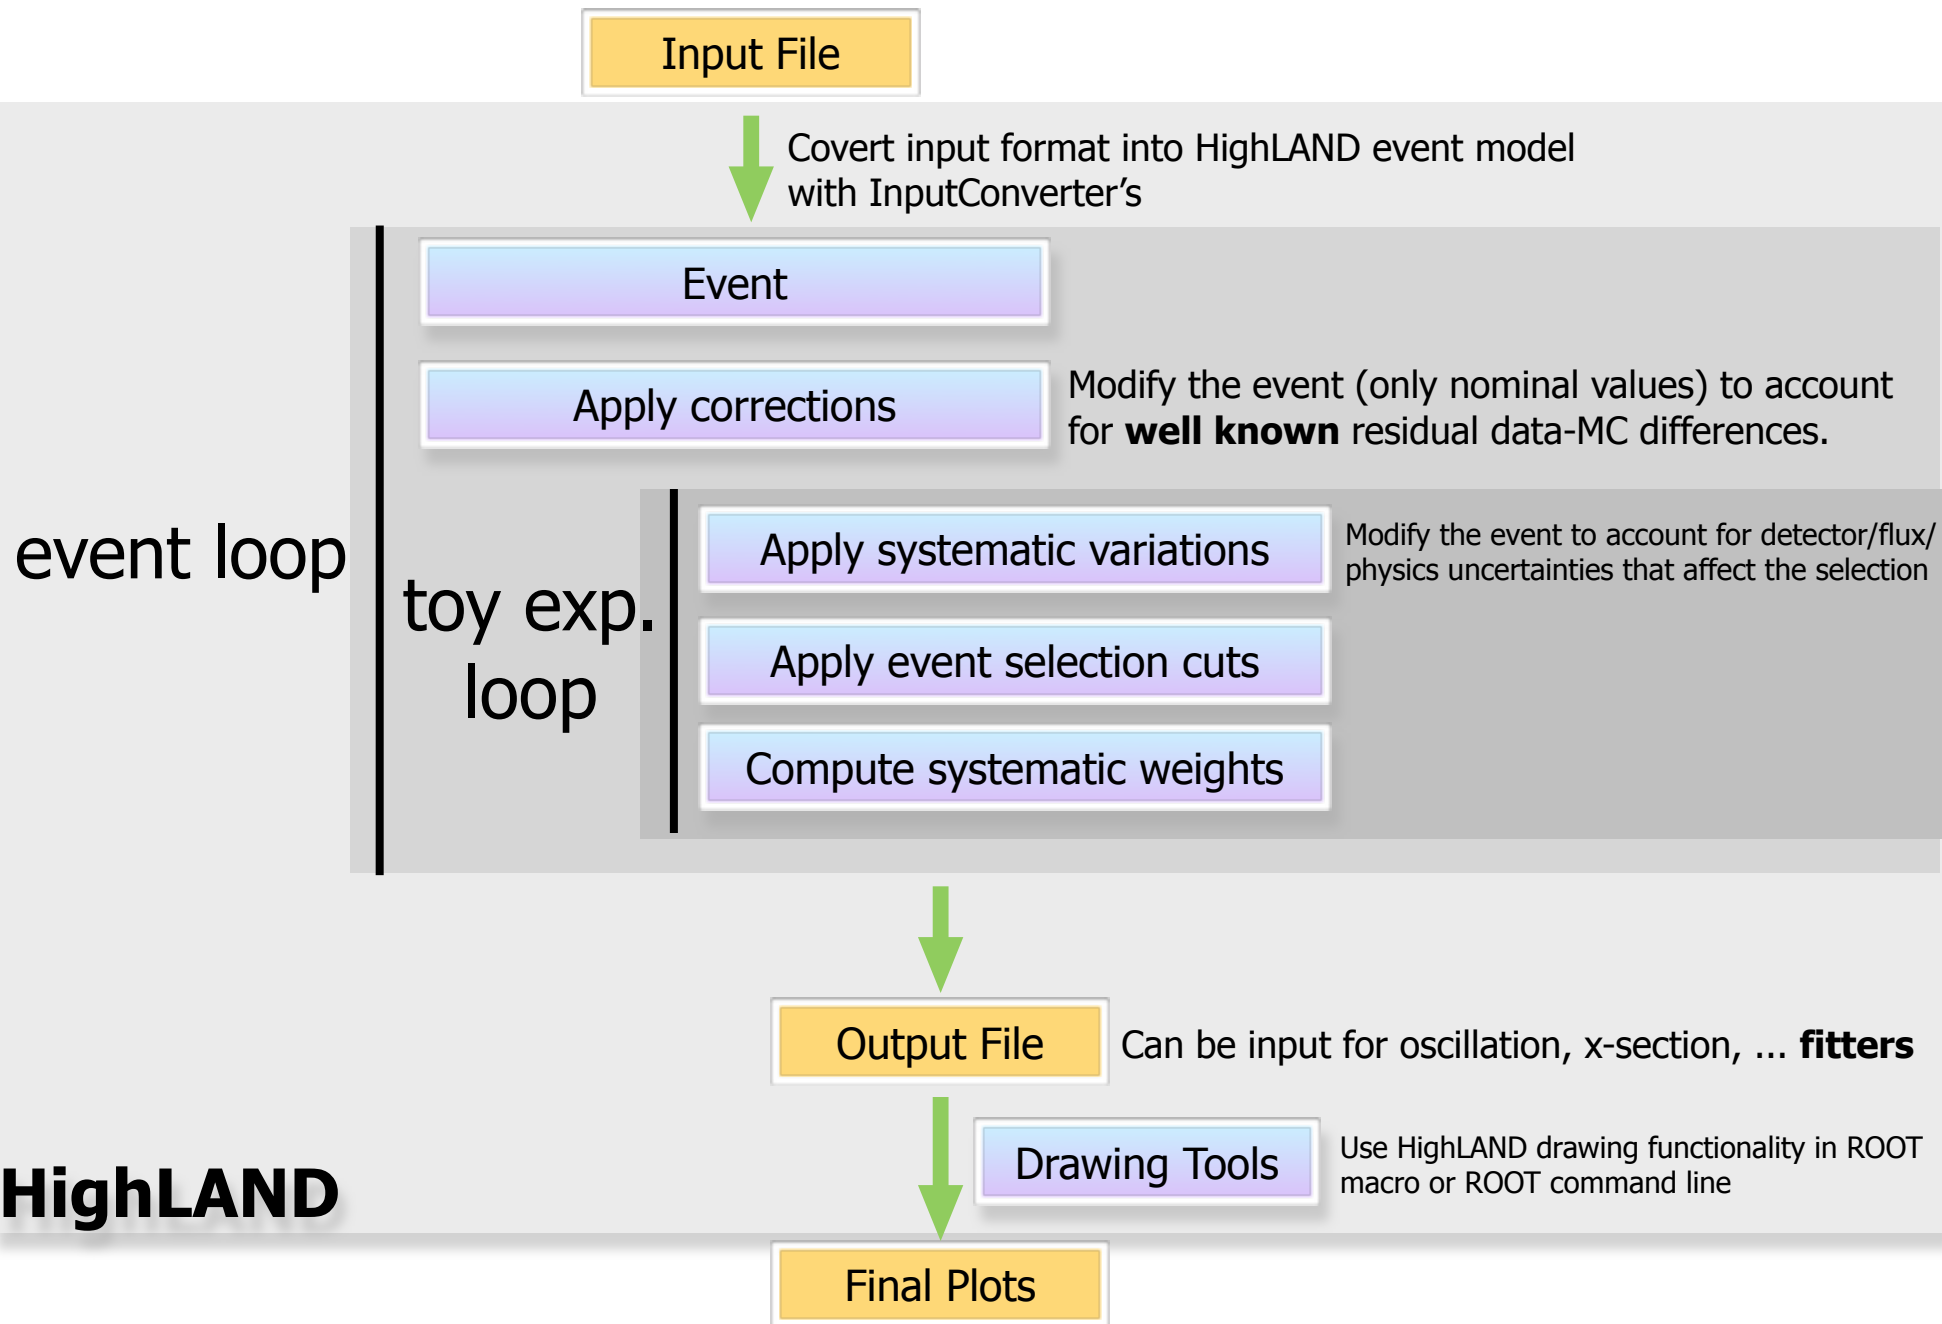 Input File
Covert input format into HighLAND event model
with InputConverter’s
Event
Apply corrections
Modify the event (only nominal values) to account
for well known residual data-MC differences.
event loop
toy exp.
loop
Apply systematic variations
Modify the event to account for detector/flux/
physics uncertainties that affect the selection
Apply event selection cuts
Compute systematic weights
Output File
Can be input for oscillation, x-section, ... fitters
Drawing Tools
Use HighLAND drawing functionality in ROOT
macro or ROOT command line
HighLAND
Final Plots